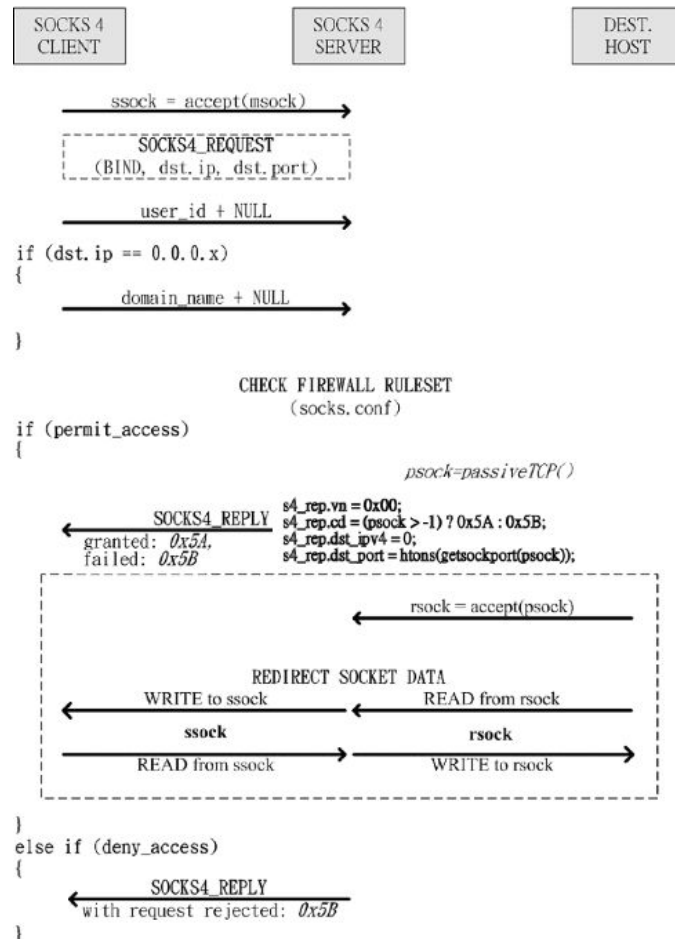 SOCKS 4
CLIENT
SOCKS 4
SERVER
DEST.
HOST
ssock = accept(msock)
SOCKS4_REQUEST
(BIND, dst.ip, dst.port)
user_id + NULL
if (dst.ip == 0.0.0.x)
{
domain_name + NULL
}
CHECK FIREWALL RULESET
(socks.conf)
if (permit_access)
{
psock=passiveTCP()
SOCKS4_REPLY
granted: 0x5A,
failed: 0x5B
s4_rep.vn = 0x00;
s4_rep.cd = (psock > -1) ? 0x5A : 0x5B;
s4_rep.dst_ipv4 = 0;
s4_rep.dst_port = htons(getsockport(psock));
rsock = accept(psock)
REDIRECT SOCKET DATA
WRITE to ssock
READ from rsock
ssock
rsock
READ from ssock
WRITE to rsock
}
else if (deny_access)
{
SOCKS4_REPLY
with request rejected: 0x5B
}